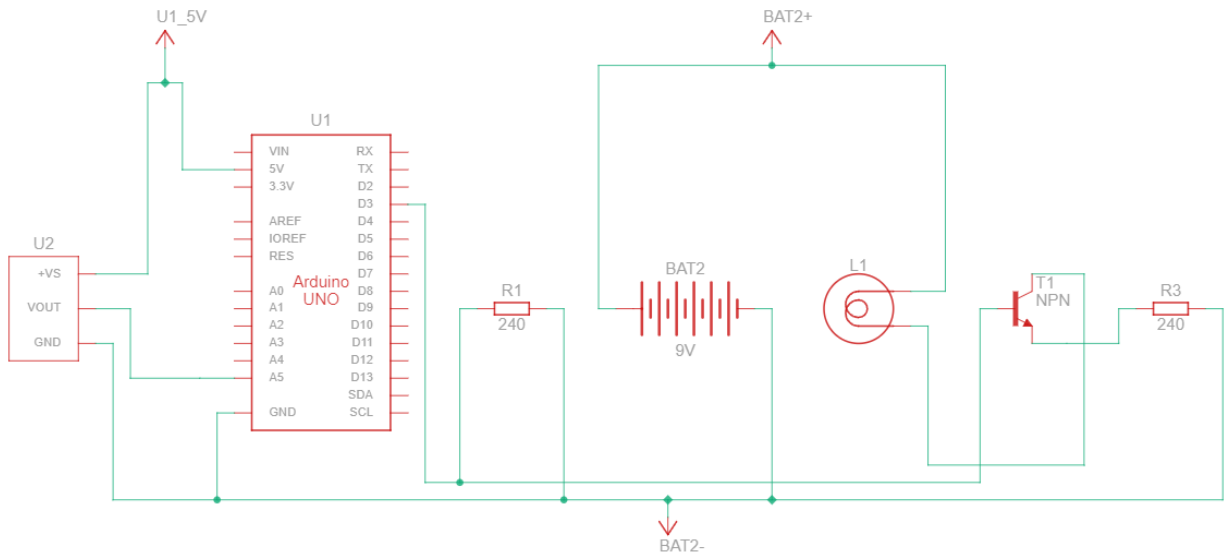 U1_5V
BAT2+
U1
VIN RX
5V TX
3.3V D2
D3
AREF D4
IOREF D5
RES D6
D7
Arduino
UNO
A0 D8
A1 D9
A2 D10
A3 D11
A4 D12
A5 D13
SDA
GND SCL
U2
+VS
VOUT
GND
R1
240
BAT2
9V
L1
T1
NPN
R3
240
BAT2-